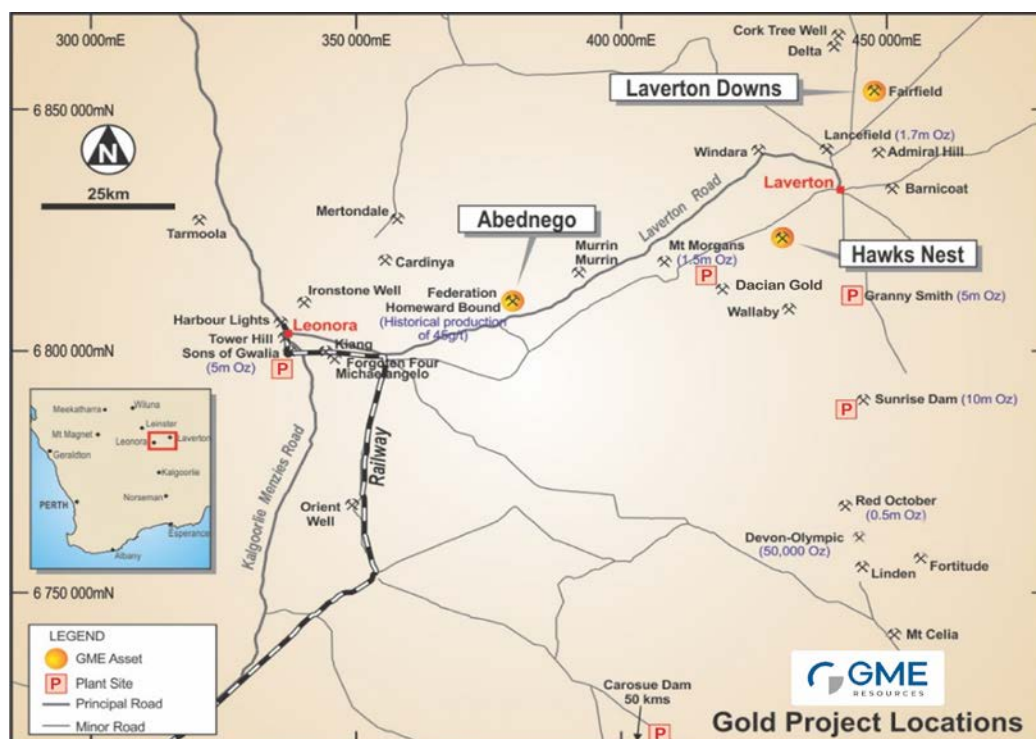 300 000mE
350 000mE
400 000mE
450 000mE
Cork Tree Well
Delta
Laverton Downs
Fairfield
6 850 000mN
N
25km
Lancefield (1.7m Oz)
Windara
Admiral Hill
Laverton
Barnicoat
Mertondale
Laverton Road
Tarmoola
Abednego
Murrin
Murrin
Mt Morgans
(1.5m Oz)
Hawks Nest
Cardinya
P
Dacian Gold
Ironstone Well
Federation
Homeward Bound
(Historical production
of 45g/t)
Wallaby
P
Granny Smith (5m Oz)
Harbour Lights
Leonora
Tower Hill
Sons of Gwalia
(5m Oz)
P
6 800 000mN
Kiang
Forgoten Four
Michaelangelo
P
Sunrise Dam (10m Oz)
Meekatharra
Wiluna
Leinster
Mt Magnet
Leonora
Laverton
Geraldton
Kalgoorlie
Norseman
PERTH
Esperance
Albany
Kalgoorlie Menzies Road
Railway
Orient
Well
Red October
(0.5m Oz)
Devon-Olympic
(50,000 Oz)
Linden
Fortitude
6 750 000mN
Mt Celia
LEGEND
GME Asset
P Plant Site
Principal Road
Minor Road
Carosue Dam
50 kms
P
GME
RESOURCES
Gold Project Locations